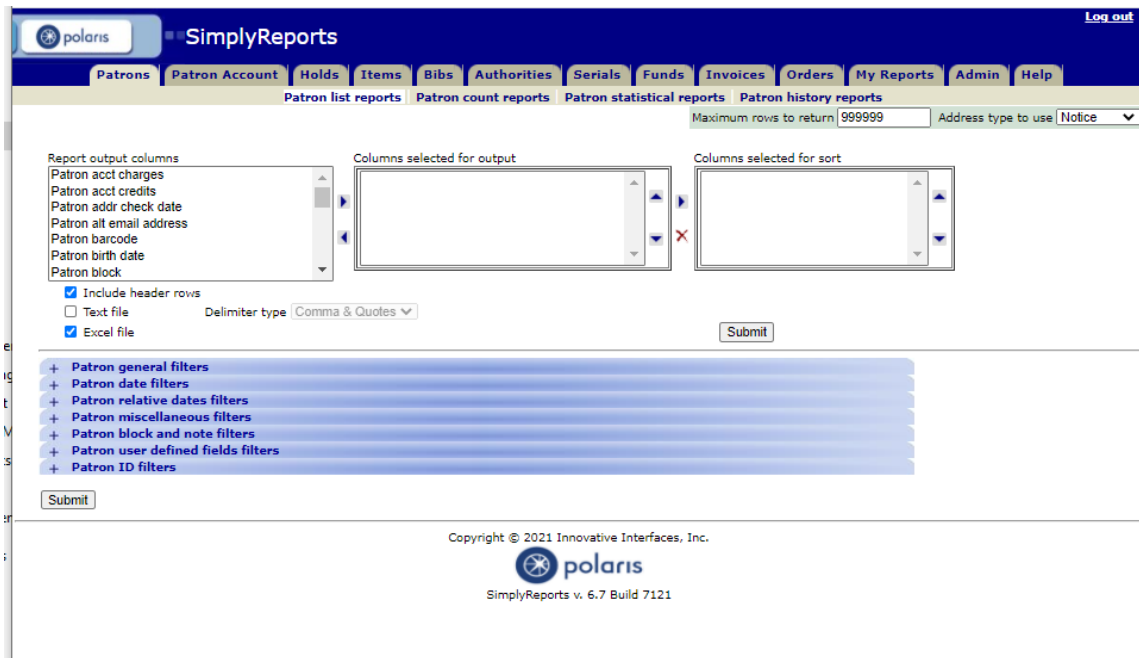 Log out
polaris
SimplyReports
Patrons Patron Account Holds Items Bibs Authorities Serials Funds Invoices Orders My Reports Admin Help
Patron list reports Patron count reports Patron statistical reports Patron history reports
Maximum rows to return 999999 Address type to use Notice
Report output columns Columns selected for output Columns selected for sort
Patron acct charges
Patron acct credits
Patron addr check date
Patron alt email address
Patron barcode
Patron birth date
Patron block
Include header rows
Text file Delimiter type Comma & Quotes
Excel file Submit
+ Patron general filters
+ Patron date filters
+ Patron relative dates filters
+ Patron miscellaneous filters
+ Patron block and note filters
+ Patron user defined fields filters
+ Patron ID filters
Submit
Copyright © 2021 Innovative Interfaces, Inc.
polaris
SimplyReports v. 6.7 Build 7121